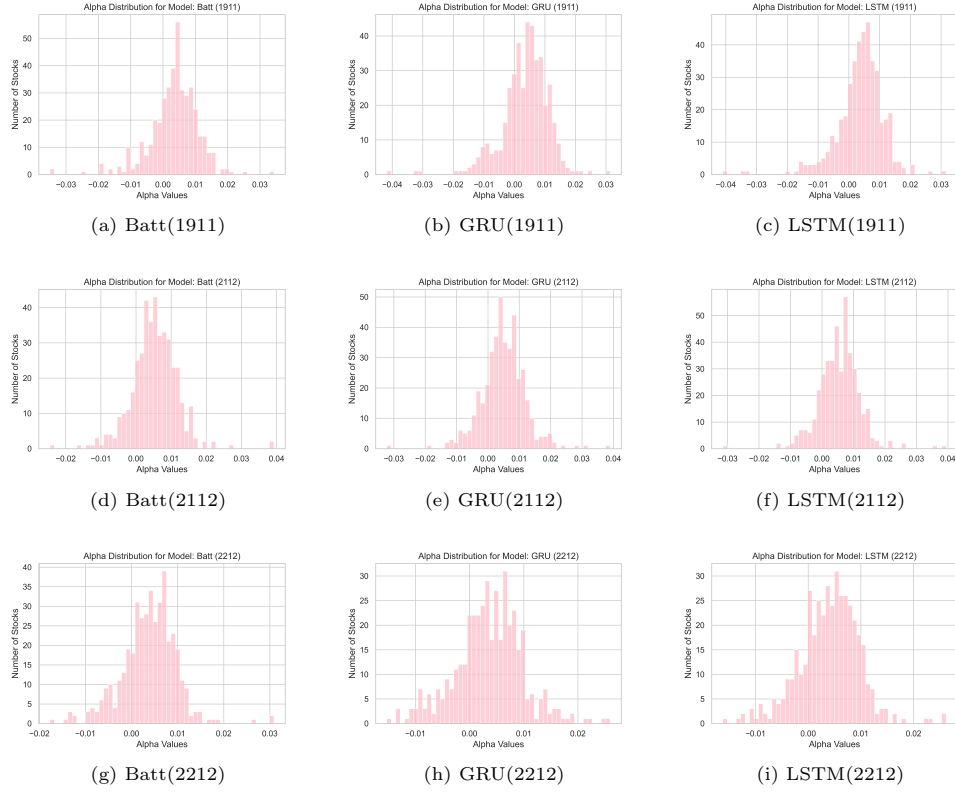 Alpha Distribution for Model: Batt (1911)
Number of Stocks
50
40
30
20
10
0
−0.03 −0.02 −0.01 0.00 0.01 0.02 0.03
Alpha Values
(a) Batt(1911)
Alpha Distribution for Model: GRU (1911)
Number of Stocks
40
30
20
10
0
−0.04 −0.03 −0.02 −0.01 0.00 0.01 0.02 0.03
Alpha Values
(b) GRU(1911)
Alpha Distribution for Model: LSTM (1911)
Number of Stocks
40
30
20
10
0
−0.04 −0.03 −0.02 −0.01 0.00 0.01 0.02 0.03
Alpha Values
(c) LSTM(1911)
Alpha Distribution for Model: Batt (2112)
Number of Stocks
40
30
20
10
0
−0.02 −0.01 0.00 0.01 0.02 0.03 0.04
Alpha Values
(d) Batt(2112)
Alpha Distribution for Model: GRU (2112)
Number of Stocks
50
40
30
20
10
0
−0.03 −0.02 −0.01 0.00 0.01 0.02 0.03 0.04
Alpha Values
(e) GRU(2112)
Alpha Distribution for Model: LSTM (2112)
Number of Stocks
50
40
30
20
10
0
−0.03 −0.02 −0.01 0.00 0.01 0.02 0.03 0.04
Alpha Values
(f) LSTM(2112)
Alpha Distribution for Model: Batt (2212)
Number of Stocks
40
35
30
25
20
15
10
5
0
−0.02 −0.01 0.00 0.01 0.02 0.03
Alpha Values
(g) Batt(2212)
Alpha Distribution for Model: GRU (2212)
Number of Stocks
30
25
20
15
10
5
0
−0.01 0.00 0.01 0.02
Alpha Values
(h) GRU(2212)
Alpha Distribution for Model: LSTM (2212)
Number of Stocks
30
25
20
15
10
5
0
−0.01 0.00 0.01 0.02
Alpha Values
(i) LSTM(2212)